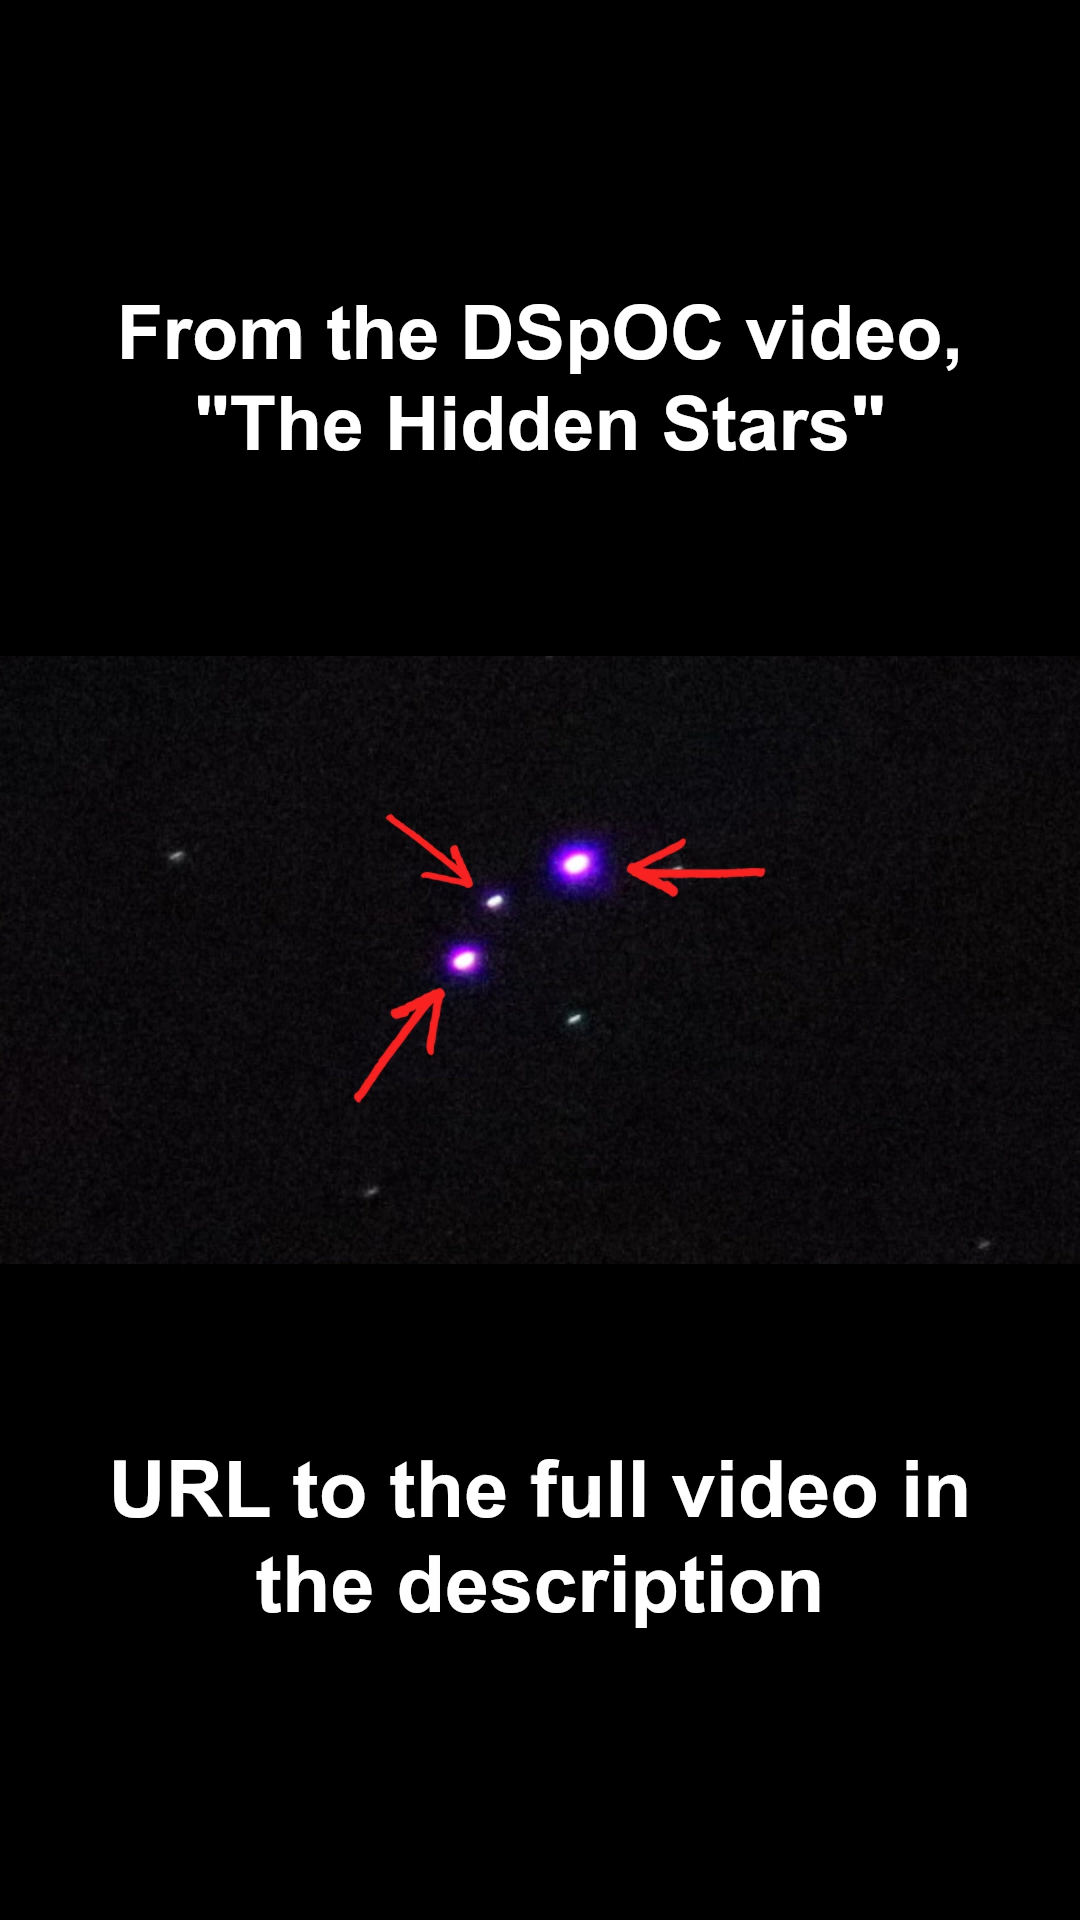 From the DSpOC video,
"The Hidden Stars"
URL to the full video in
the description